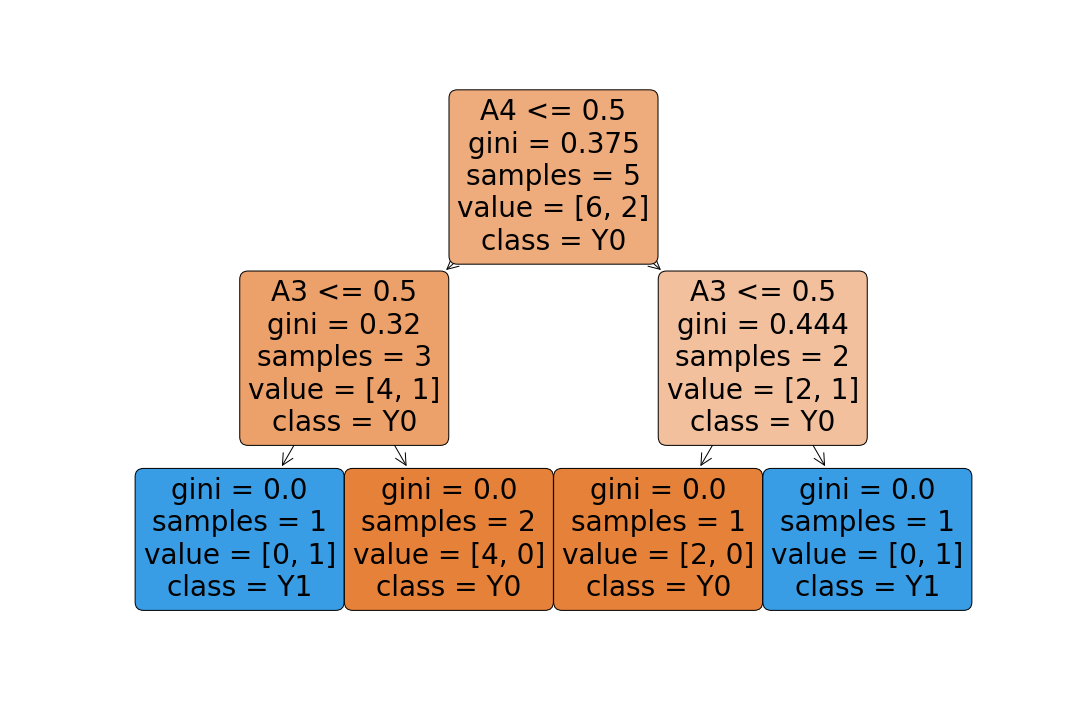 A4 <= 0.5
gini = 0.375
samples = 5
value = [6, 2]
class = Y0
A3 <= 0.5
gini = 0.32
samples = 3
value = [4, 1]
class = Y0
A3 <= 0.5
gini = 0.444
samples = 2
value = [2, 1]
class = Y0
gini = 0.0
samples = 1
value = [0, 1]
class = Y1
gini = 0.0
samples = 2
value = [4, 0]
class = Y0
gini = 0.0
samples = 1
value = [2, 0]
class = Y0
gini = 0.0
samples = 1
value = [0, 1]
class = Y1